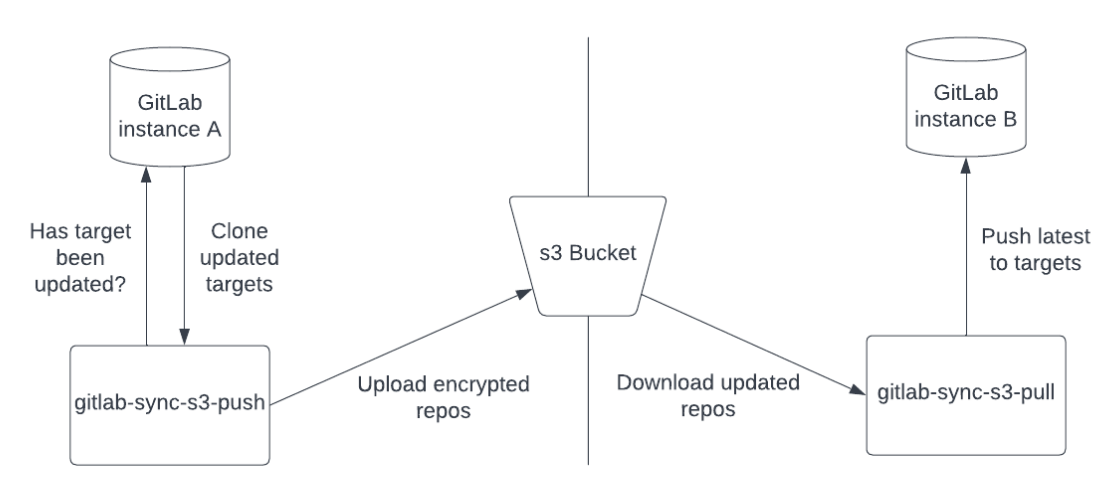 GitLab
instance A
Has target
been
updated?
Clone
updated
targets
gitlab-sync-s3-push
Upload encrypted
repos
s3 Bucket
Download updated
repos
GitLab
instance B
Push latest
to targets
gitlab-sync-s3-pull